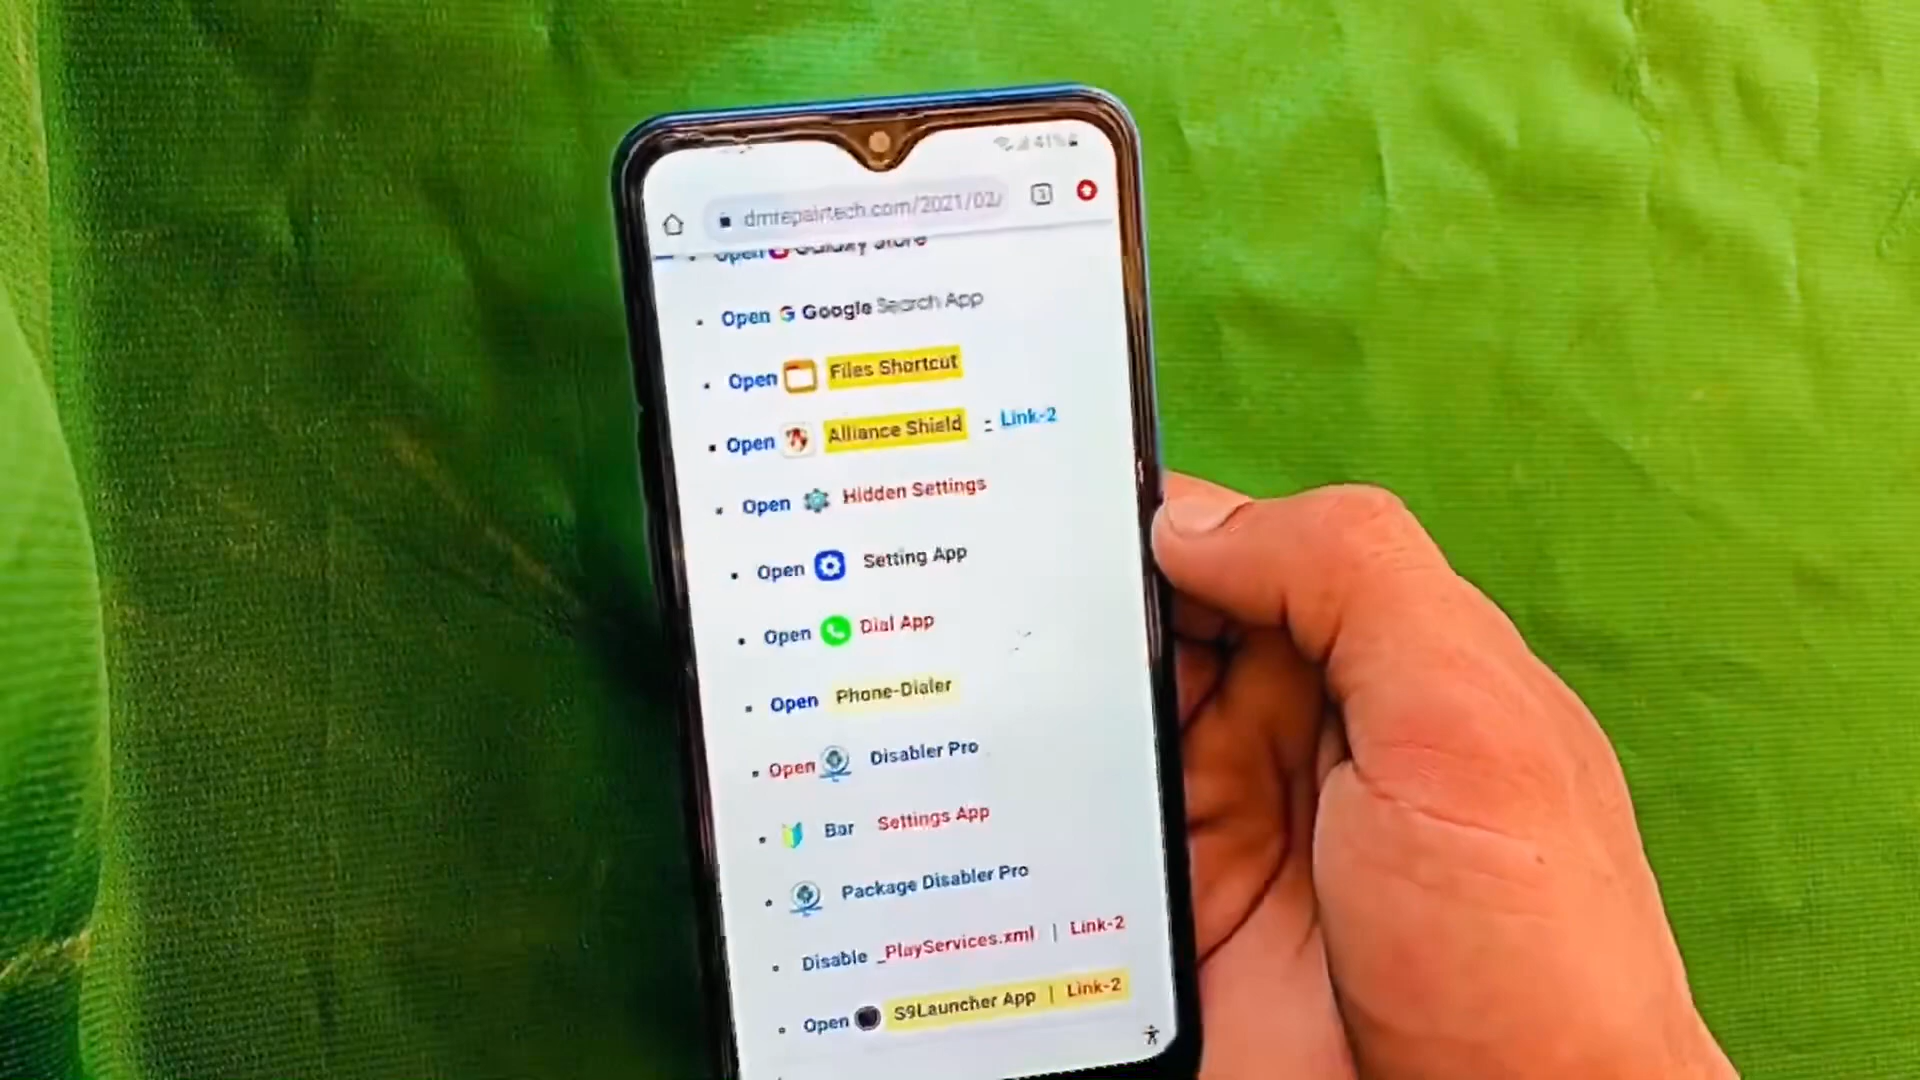 41%
dmrepairtech.com/2021/02/
Open Galaxy Store
Open G Google Search App
Open Files Shortcut
Open Alliance Shield - Link-2
Open Hidden Settings
Open Setting App
Open Dial App
Open Phone-Dialer
Open Disabler Pro
Bar Settings App
Package Disabler Pro
Disable _PlayServices.xml | Link-2
Open S9Launcher App | Link-2